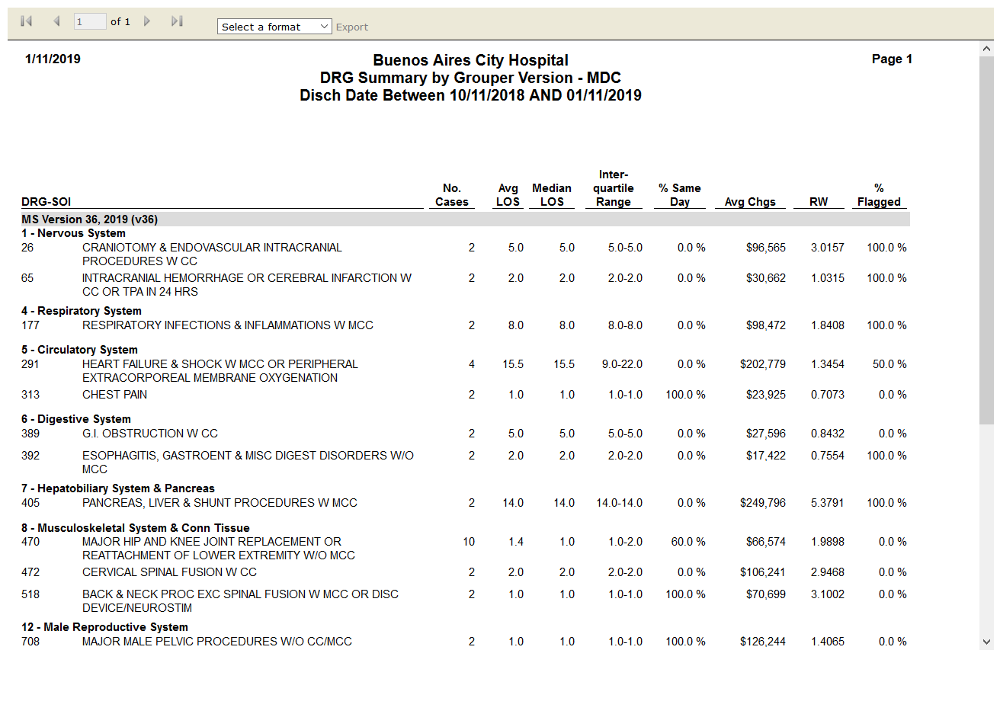 1 of 1 Select a format Export
1/11/2019 Buenos Aires City Hospital Page 1
DRG Summary by Grouper Version - MDC
Disch Date Between 10/11/2018 AND 01/11/2019
Inter-
No. Avg Median quartile % Same %
DRG-SOI Cases LOS LOS Range Day Avg Chgs RW Flagged
MS Version 36, 2019 (v36)
1 - Nervous System
26 CRANIOTOMY & ENDOVASCULAR INTRACRANIAL 2 5.0 5.0 5.0-5.0 0.0 % $96,565 3.0157 100.0 %
PROCEDURES W CC
65 INTRACRANIAL HEMORRHAGE OR CEREBRAL INFARCTION W 2 2.0 2.0 2.0-2.0 0.0 % $30,662 1.0315 100.0 %
CC OR TPA IN 24 HRS
4 - Respiratory System
177 RESPIRATORY INFECTIONS & INFLAMMATIONS W MCC 2 8.0 8.0 8.0-8.0 0.0 % $98,472 1.8408 100.0 %
5 - Circulatory System
291 HEART FAILURE & SHOCK W MCC OR PERIPHERAL 4 15.5 15.5 9.0-22.0 0.0 % $202,779 1.3454 50.0 %
EXTRACORPOREAL MEMBRANE OXYGENATION
313 CHEST PAIN 2 1.0 1.0 1.0-1.0 100.0 % $23,925 0.7073 0.0 %
6 - Digestive System
389 G.I. OBSTRUCTION W CC 2 5.0 5.0 5.0-5.0 0.0 % $27,596 0.8432 0.0 %
392 ESOPHAGITIS, GASTROENT & MISC DIGEST DISORDERS W/O 2 2.0 2.0 2.0-2.0 0.0 % $17,422 0.7554 100.0 %
MCC
7 - Hepatobiliary System & Pancreas
405 PANCREAS, LIVER & SHUNT PROCEDURES W MCC 2 14.0 14.0 14.0-14.0 0.0 % $249,796 5.3791 100.0 %
8 - Musculoskeletal System & Conn Tissue
470 MAJOR HIP AND KNEE JOINT REPLACEMENT OR 10 1.4 1.0 1.0-2.0 60.0 % $66,574 1.9898 0.0 %
REATTACHMENT OF LOWER EXTREMITY W/O MCC
472 CERVICAL SPINAL FUSION W CC 2 2.0 2.0 2.0-2.0 0.0 % $106,241 2.9468 0.0 %
518 BACK & NECK PROC EXC SPINAL FUSION W MCC OR DISC 2 1.0 1.0 1.0-1.0 100.0 % $70,699 3.1002 0.0 %
DEVICE/NEUROSTIM
12 - Male Reproductive System
708 MAJOR MALE PELVIC PROCEDURES W/O CC/MCC 2 1.0 1.0 1.0-1.0 100.0 % $126,244 1.4065 0.0 %